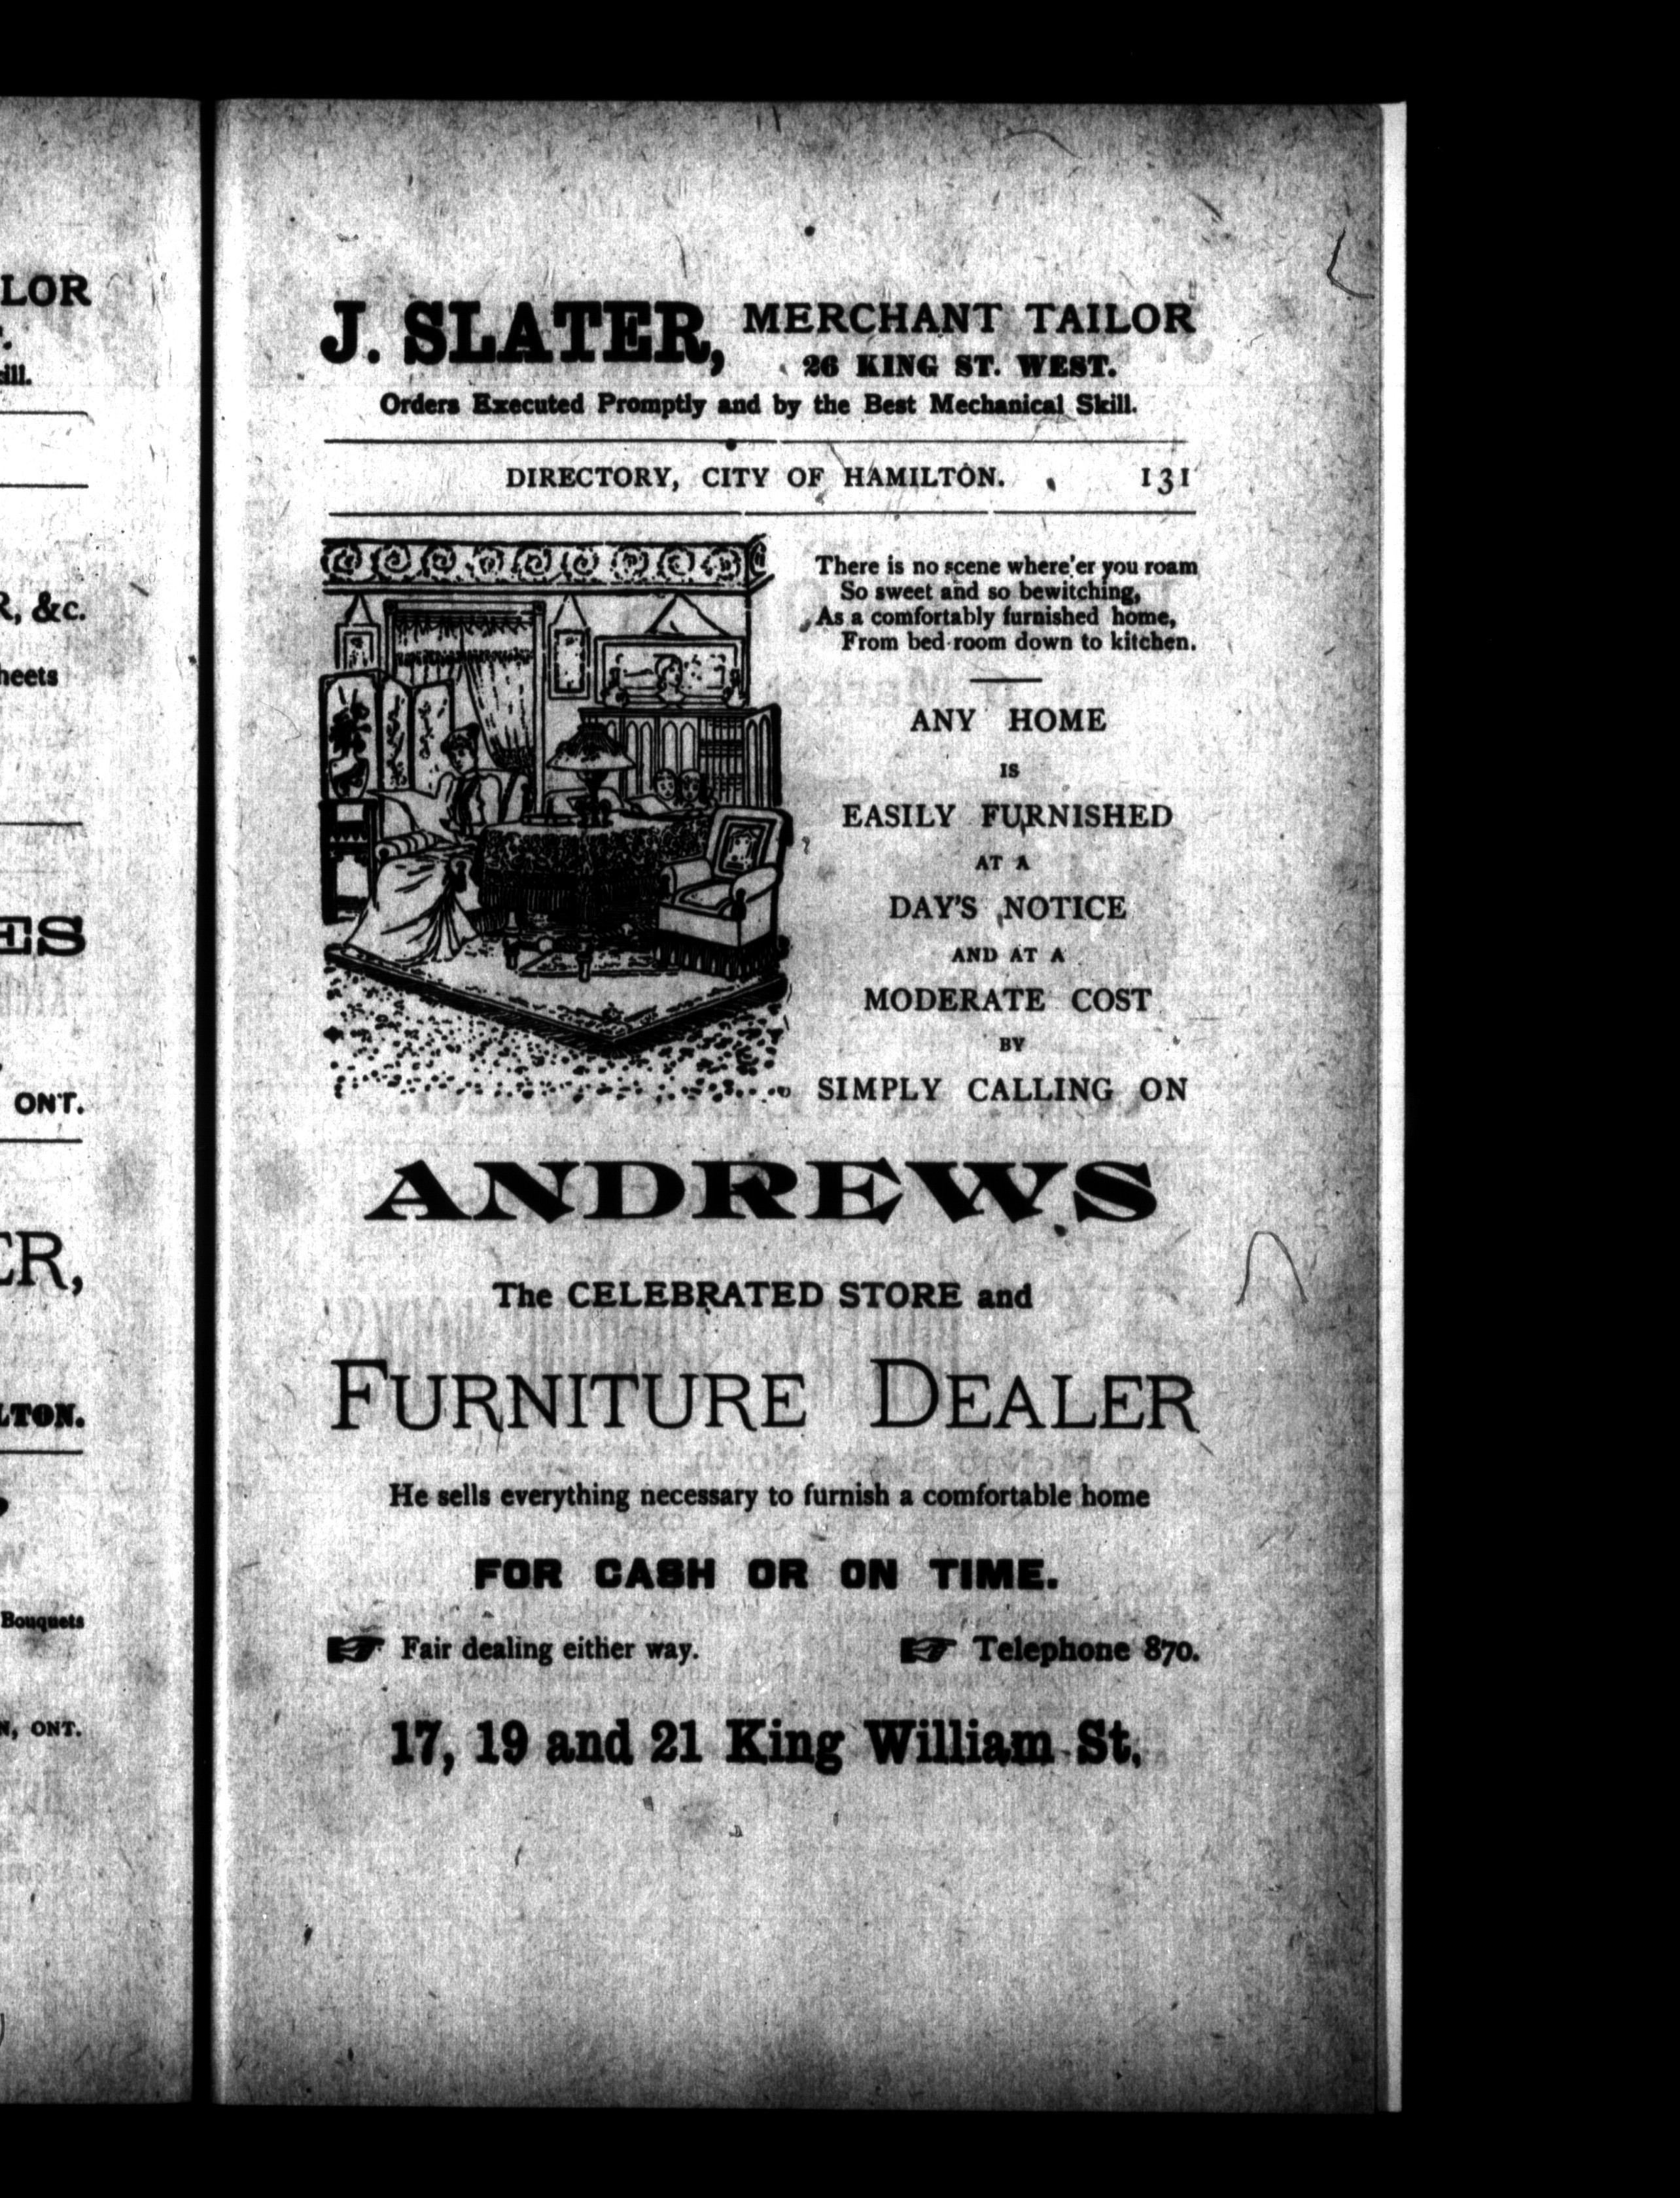 LOR
ill.
R, &c.
heets
ES
ONT.
ER,
LTON.
Bouquets
N, ONT.
J. SLATER, MERCHANT TAILOR
26 KING ST. WEST.
Orders Executed Promptly and by the Best Mechanical Skill.
DIRECTORY, CITY OF HAMILTON. 131
There is no scene where'er you roam
So sweet and so bewitching,
As a comfortably furnished home,
From bed-room down to kitchen.
ANY HOME
IS
EASILY FURNISHED
AT A
DAY'S NOTICE
AND AT A
MODERATE COST
BY
SIMPLY CALLING ON
ANDREWS
The CELEBRATED STORE and
FURNITURE DEALER
He sells everything necessary to furnish a comfortable home
FOR CASH OR ON TIME.
☞ Fair dealing either way. ☞ Telephone 870.
17, 19 and 21 King William St.